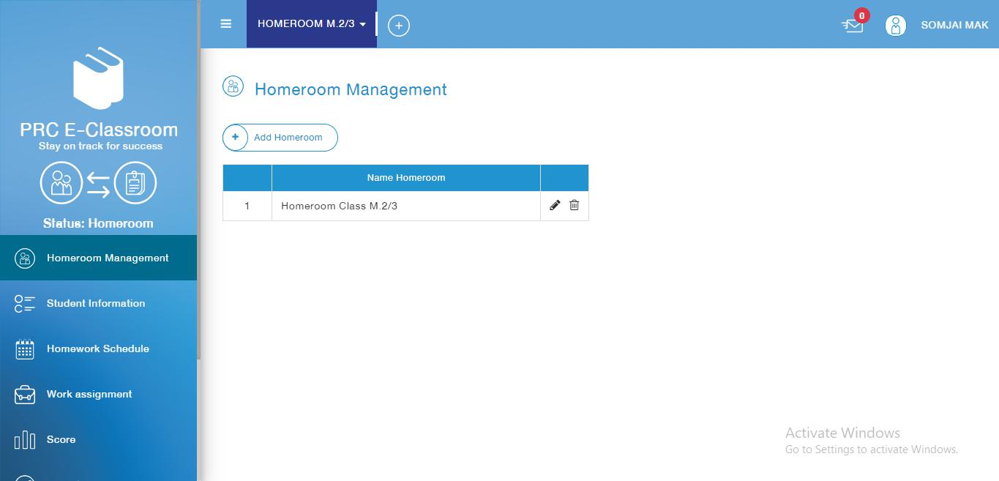 HOMEROOM M.2/3
0
SOMJAI MAK
PRC E-Classroom
Stay on track for success
Status: Homeroom
Homeroom Management
Student Information
Homework Schedule
Work assignment
Score
Homeroom Management
Add Homeroom
Name Homeroom
1 Homeroom Class M.2/3
Activate Windows
Go to Settings to activate Windows.